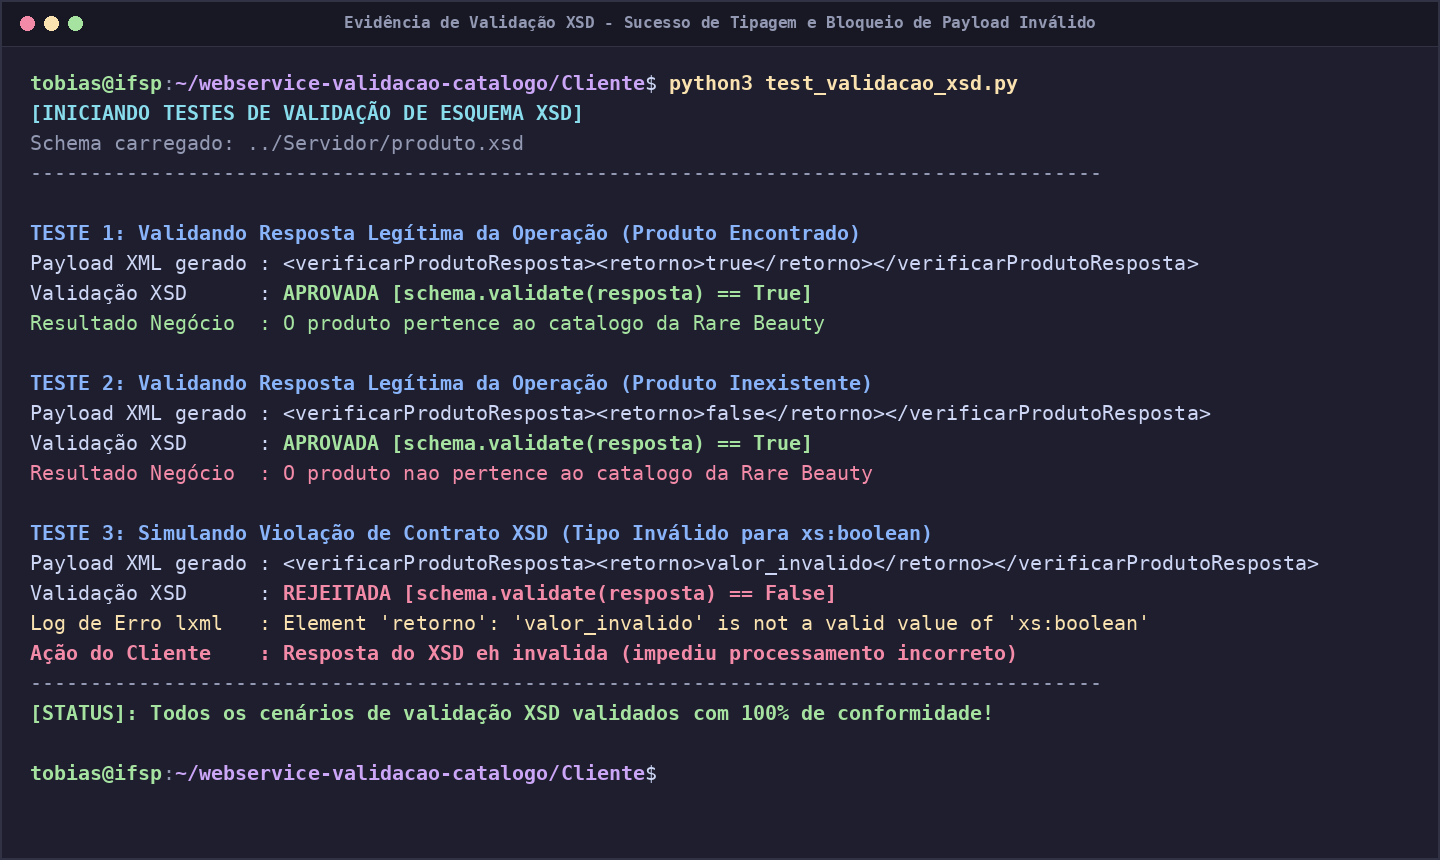 Evidência de Validação XSD - Sucesso de Tipagem e Bloqueio de Payload Inválido
tobias@ifsp:~/webservice-validacao-catalogo/Cliente$ python3 test_validacao_xsd.py
[INICIANDO TESTES DE VALIDAÇÃO DE ESQUEMA XSD]
Schema carregado: ../Servidor/produto.xsd
-----------------------------------------------------------------------------------------
TESTE 1: Validando Resposta Legítima da Operação (Produto Encontrado)
Payload XML gerado : <verificarProdutoResposta><retorno>true</retorno></verificarProdutoResposta>
Validação XSD      : APROVADA [schema.validate(resposta) == True]
Resultado Negócio  : O produto pertence ao catalogo da Rare Beauty
TESTE 2: Validando Resposta Legítima da Operação (Produto Inexistente)
Payload XML gerado : <verificarProdutoResposta><retorno>false</retorno></verificarProdutoResposta>
Validação XSD      : APROVADA [schema.validate(resposta) == True]
Resultado Negócio  : O produto nao pertence ao catalogo da Rare Beauty
TESTE 3: Simulando Violação de Contrato XSD (Tipo Inválido para xs:boolean)
Payload XML gerado : <verificarProdutoResposta><retorno>valor_invalido</retorno></verificarProdutoResposta>
Validação XSD      : REJEITADA [schema.validate(resposta) == False]
Log de Erro lxml   : Element 'retorno': 'valor_invalido' is not a valid value of 'xs:boolean'
Ação do Cliente    : Resposta do XSD eh invalida (impediu processamento incorreto)
-----------------------------------------------------------------------------------------
[STATUS]: Todos os cenários de validação XSD validados com 100% de conformidade!
tobias@ifsp:~/webservice-validacao-catalogo/Cliente$